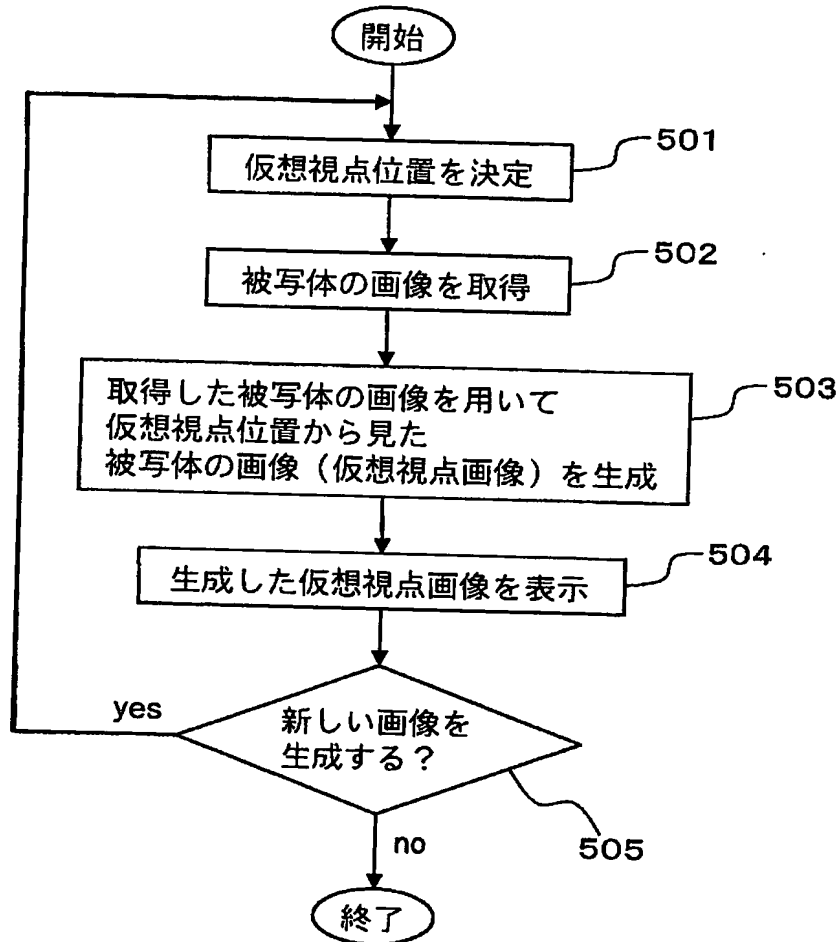 開始
仮想視点位置を決定
501
被写体の画像を取得
502
取得した被写体の画像を用いて
仮想視点位置から見た
被写体の画像（仮想視点画像）を生成
503
生成した仮想視点画像を表示
504
新しい画像を
生成する？
yes
505
no
終了